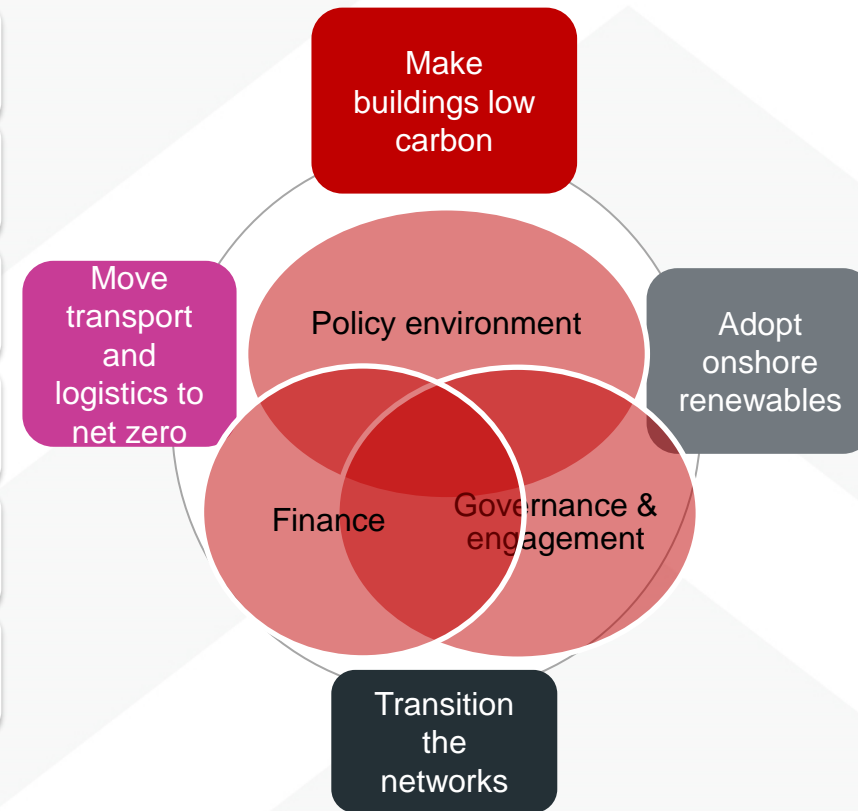 Make
buildings low
carbon
Move
transport
and
logistics to
net zero
Policy environment
Adopt
onshore
renewables
Finance
Governance &
engagement
Transition
the
networks